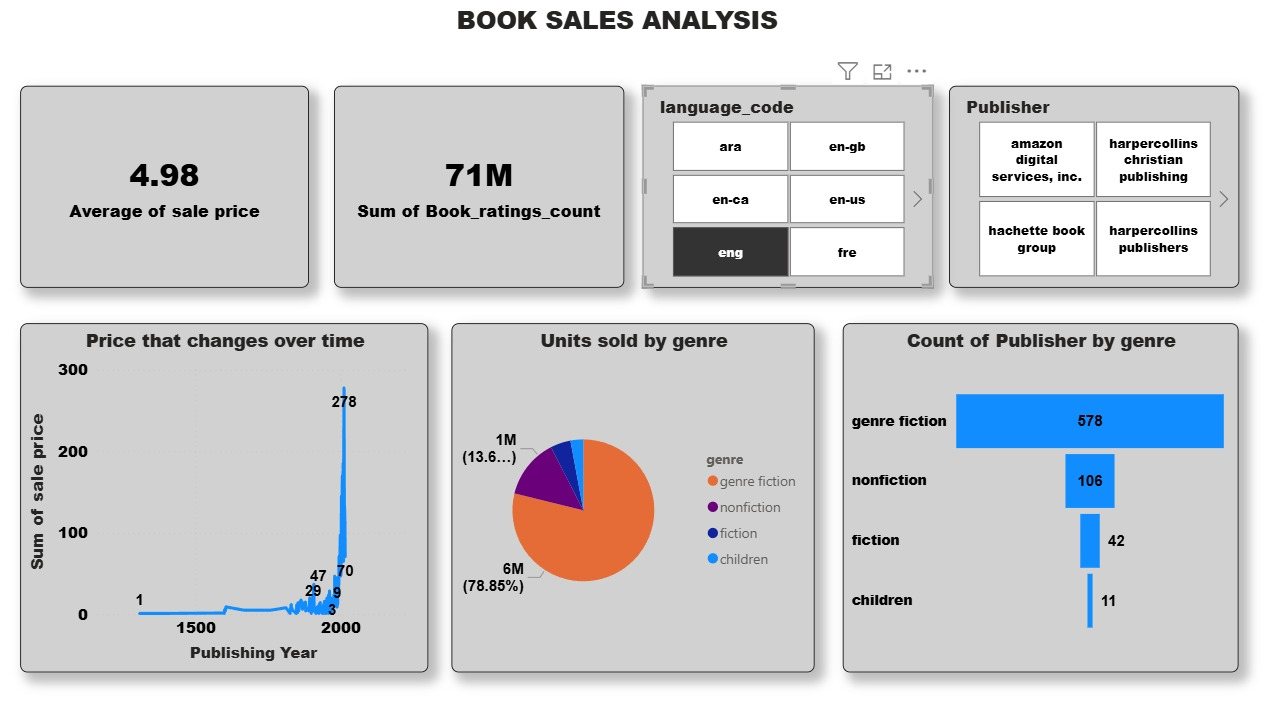 BOOK SALES ANALYSIS
4.98
Average of sale price
71M
Sum of Book_ratings_count
language_code
ara
en-gb
en-ca
en-us
eng
fre
Publisher
amazon
digital
services, inc.
harpercollins
christian
publishing
hachette book
group
harpercollins
publishers
Price that changes over time
Sum of sale price
300
200
100
0
278
1
47
29
70
9
3
1500
2000
Publishing Year
Units sold by genre
1M
(13.6...)
6M
(78.85%)
genre
genre fiction
nonfiction
fiction
children
Count of Publisher by genre
genre fiction
578
nonfiction
106
fiction
42
children
11